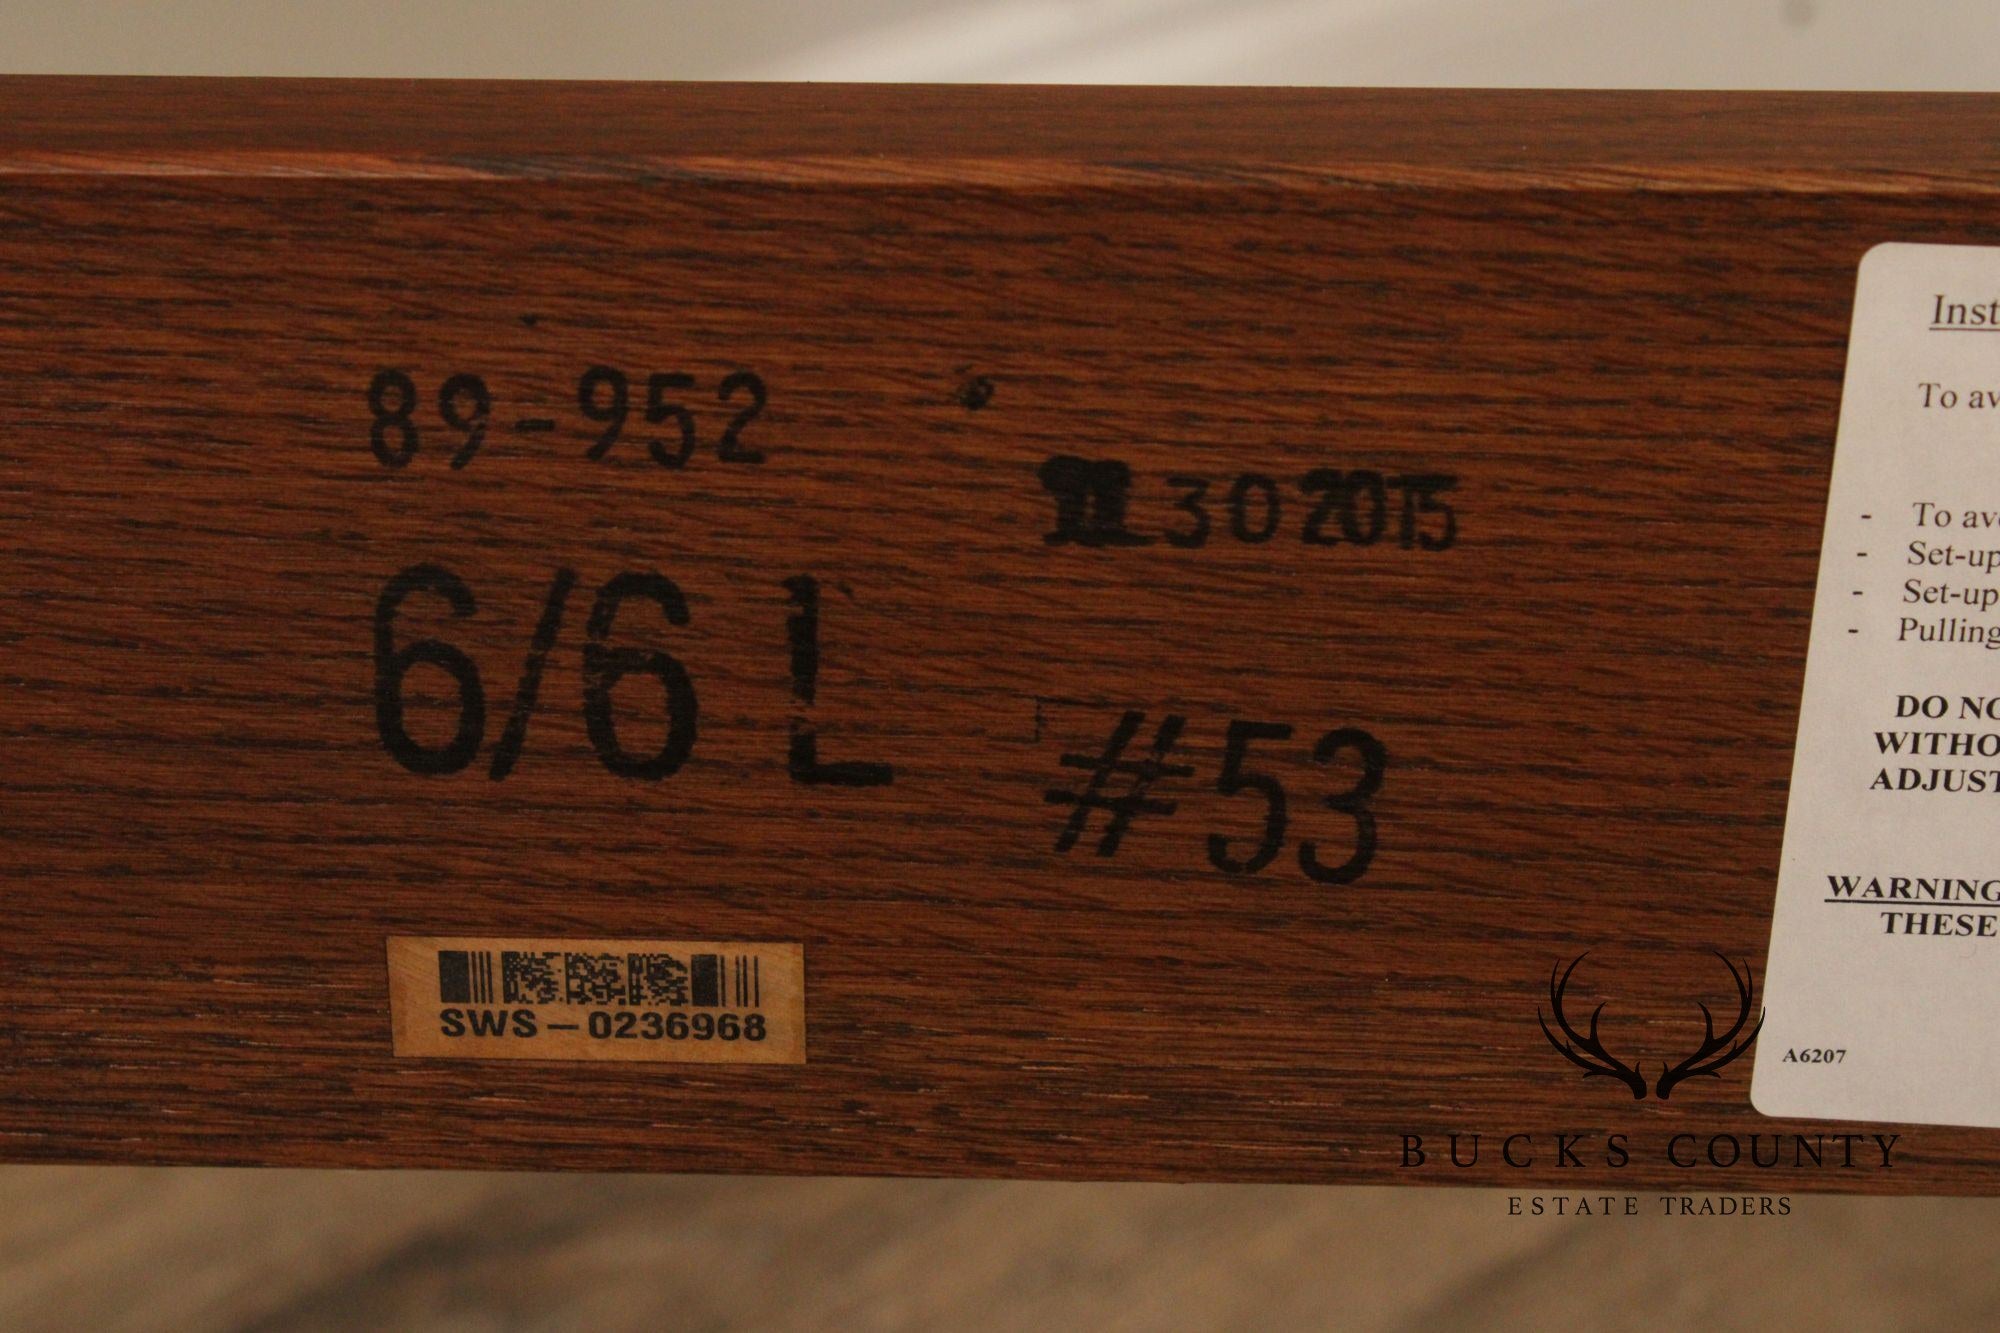 89-952
30 2015
6/6 L
#53
SWS-0236968
Inst
To av
- To avo
- Set-up
- Set-up
- Pulling
DO NO
WITHO
ADJUST
WARNING
THESE
A6207
BUCKS COUNTY
ESTATE TRADERS